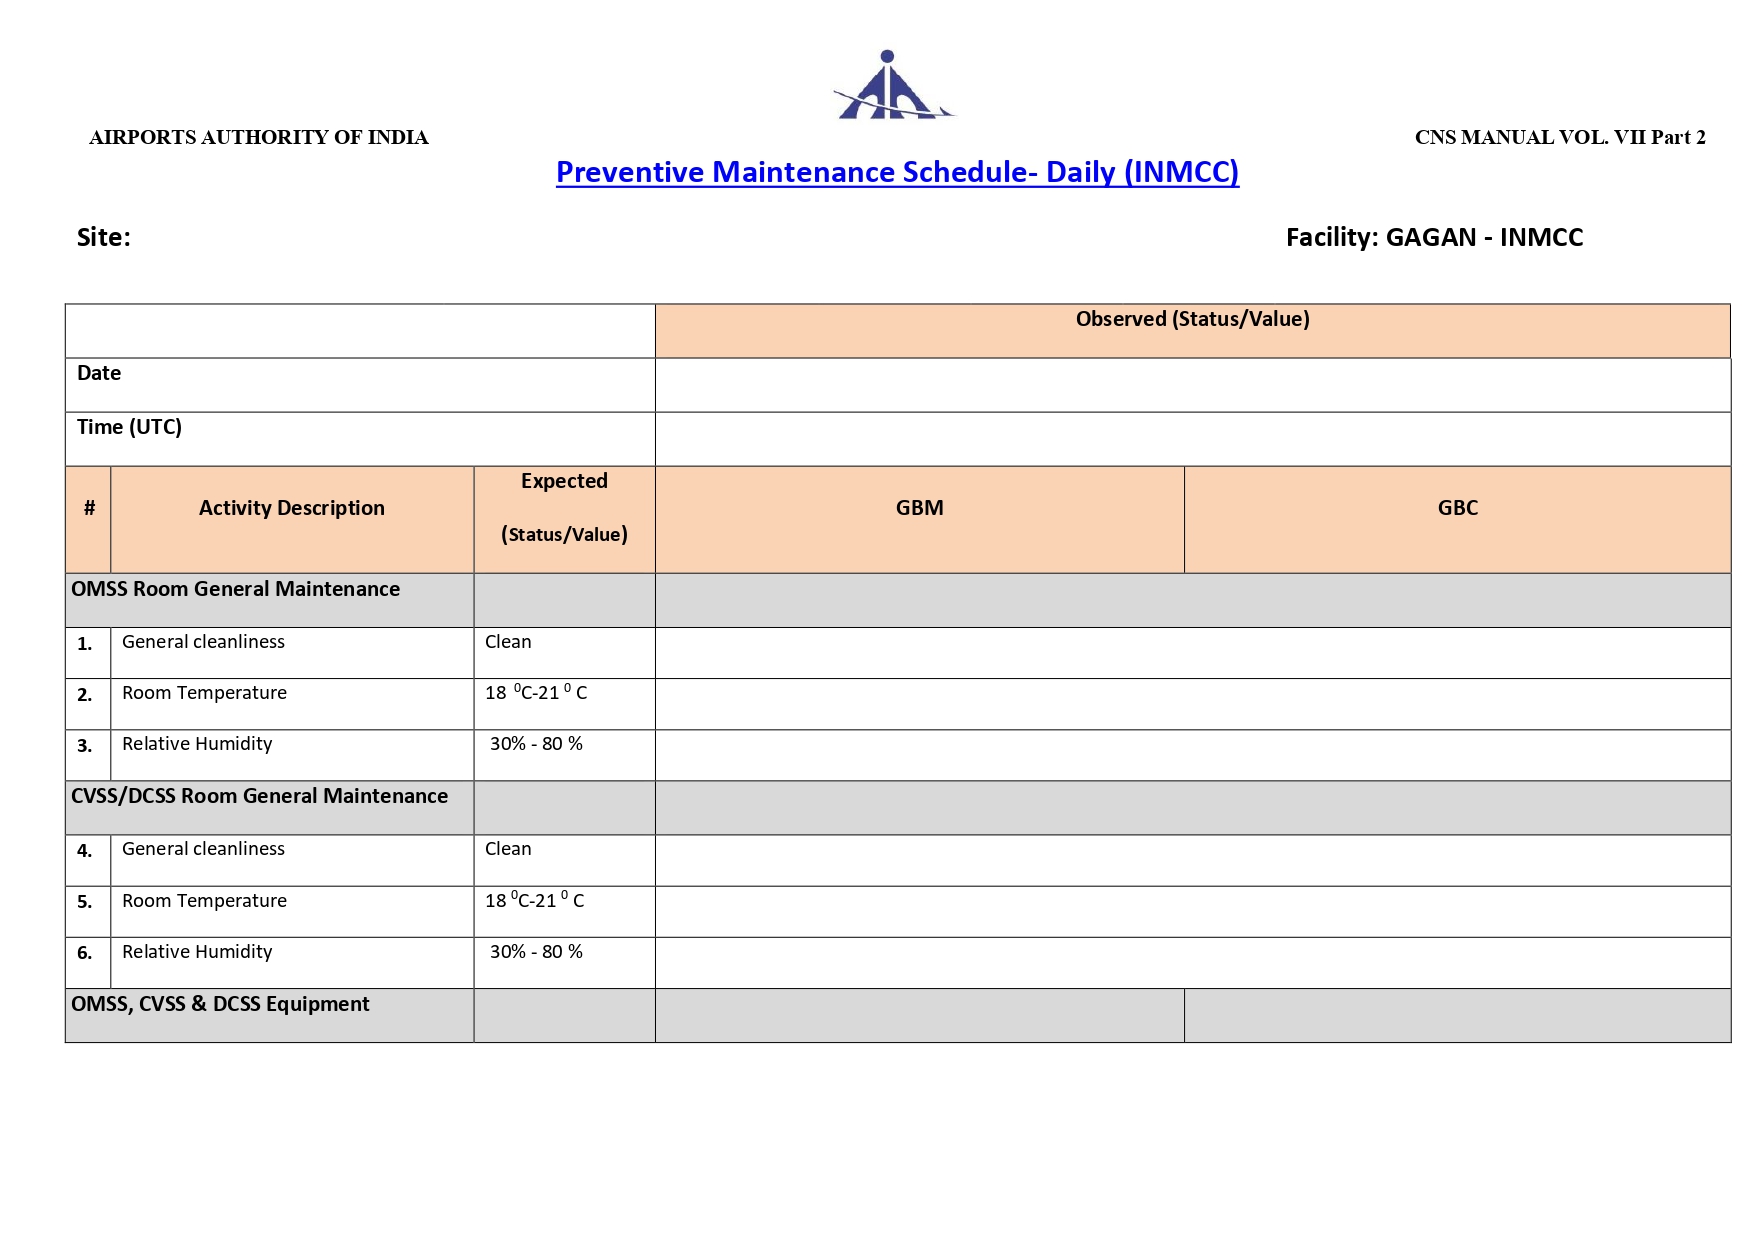 AIRPORTS AUTHORITY OF INDIA
CNS MANUAL VOL. VII Part 2
Preventive Maintenance Schedule- Daily (INMCC)
Site:
Facility: GAGAN - INMCC
Observed (Status/Value)
Date
Time (UTC)
# Activity Description Expected (Status/Value) GBM GBC
OMSS Room General Maintenance
1. General cleanliness Clean
2. Room Temperature 18 ⁰C-21 ⁰ C
3. Relative Humidity 30% - 80 %
CVSS/DCSS Room General Maintenance
4. General cleanliness Clean
5. Room Temperature 18 ⁰C-21 ⁰ C
6. Relative Humidity 30% - 80 %
OMSS, CVSS & DCSS Equipment